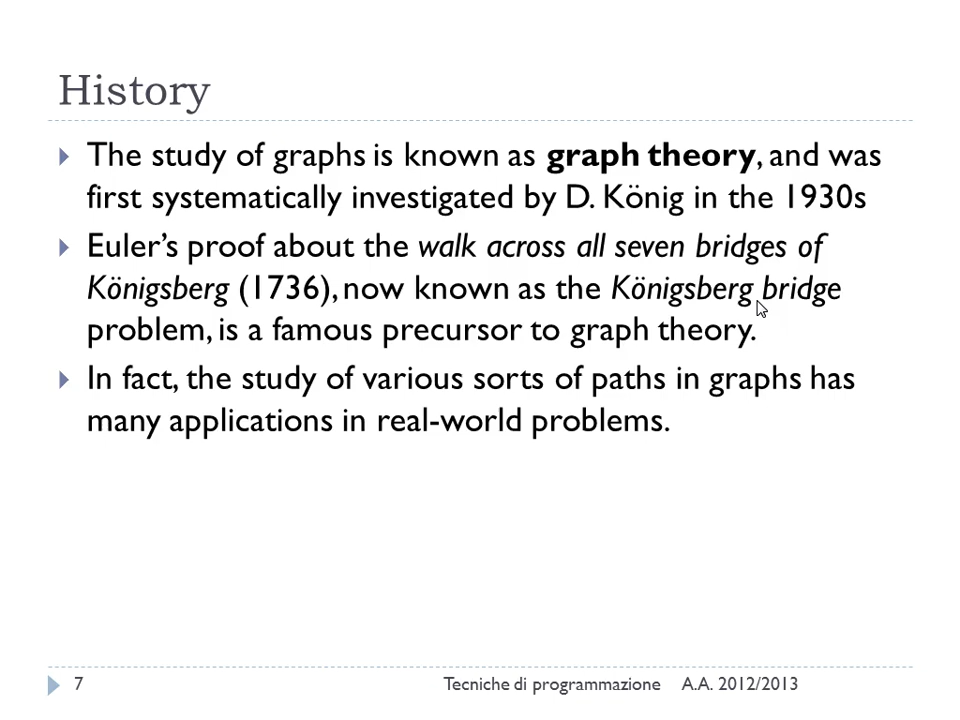 History
The study of graphs is known as graph theory, and was
first systematically investigated by D. König in the 1930s
Euler's proof about the walk across all seven bridges of
Königsberg (1736), now known as the Königsberg bridge
problem, is a famous precursor to graph theory.
In fact, the study of various sorts of paths in graphs has
many applications in real-world problems.
7 Tecniche di programmazione A.A. 2012/2013